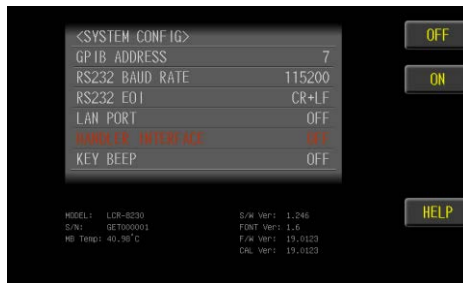 <SYSTEM CONFIG>
GPIB ADDRESS 7
RS232 BAUD RATE 115200
RS232 EOI CR+LF
LAN PORT OFF
HANDLER INTERFACE OFF
KEY BEEP OFF
OFF
ON
HELP
MODEL: LCR-8230 S/W Ver: 1.246
S/N: GET000001 FONT Ver: 1.6
MB Temp: 40.98°C F/W Ver: 19.0123
CAL Ver: 19.0123